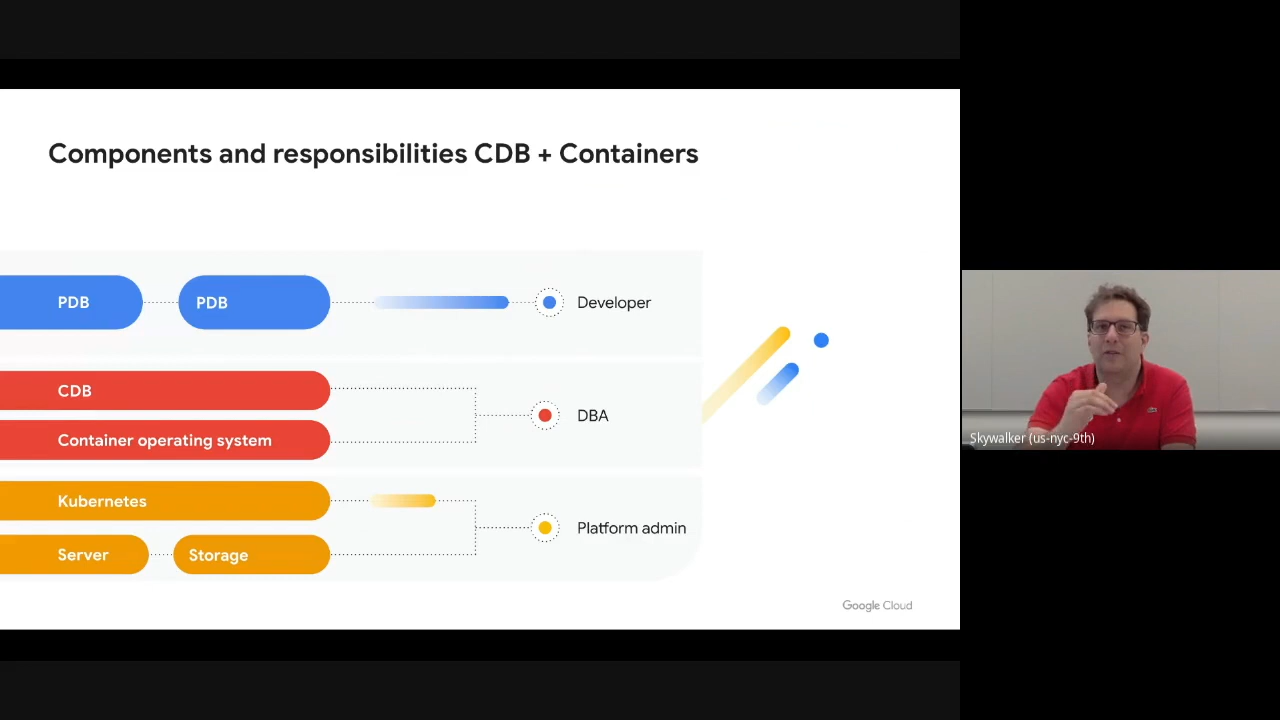 Components and responsibilities CDB + Containers
PDB
PDB
Developer
CDB
Container operating system
DBA
Kubernetes
Server
Storage
Platform admin
Google Cloud
Skywalker (us-nyc-9th)